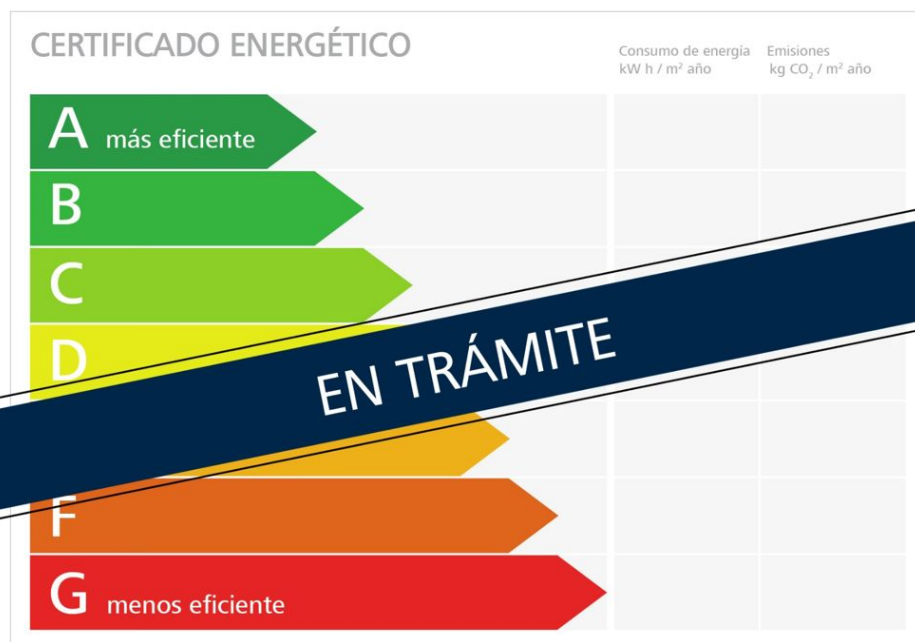 CERTIFICADO ENERGÉTICO
Consumo de energía
kW h / m² año
Emisiones
kg CO₂ / m² año
A más eficiente
B
C
D
EN TRÁMITE
F
G menos eficiente